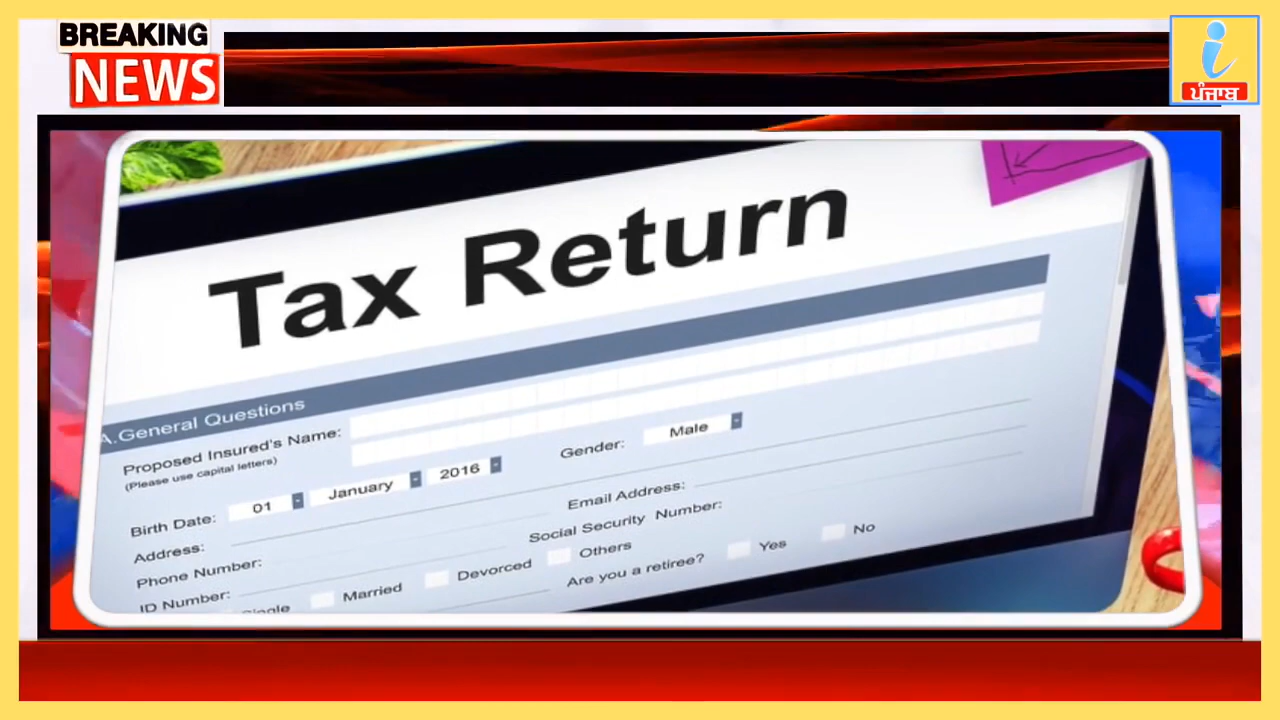 BREAKING
NEWS
i
ਪੰਜਾਬ
Tax Return
A.General Questions
Proposed Insured's Name:
(Please use capital letters)
Gender: Male
Birth Date: 01 January 2016
Address:
Email Address:
Phone Number:
Social Security Number:
ID Number:
Single Married Devorced Others
Are you a retiree? Yes No